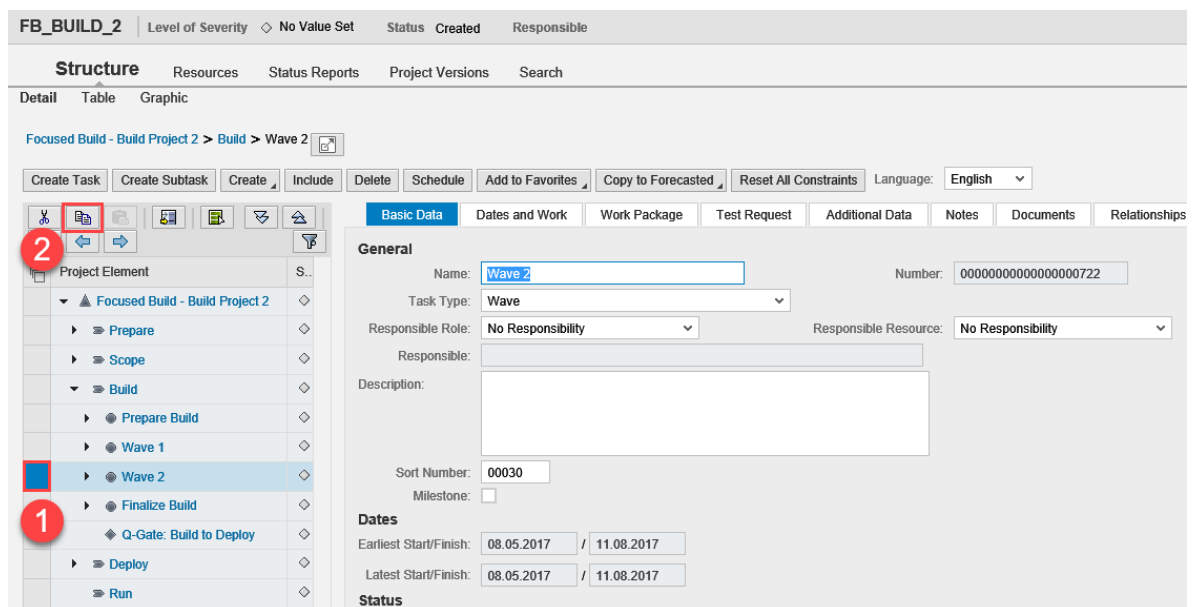 FB_BUILD_2 Level of Severity No Value Set Status Created Responsible
Structure Resources Status Reports Project Versions Search
Detail Table Graphic
Focused Build - Build Project 2 > Build > Wave 2
Create Task Create Subtask Create Include Delete Schedule Add to Favorites Copy to Forecasted Reset All Constraints Language: English
Basic Data Dates and Work Work Package Test Request Additional Data Notes Documents Relationships
2
Project Element S..
Focused Build - Build Project 2
Prepare
Scope
Build
Prepare Build
Wave 1
Wave 2
Finalize Build
1
Q-Gate: Build to Deploy
Deploy
Run
General
Name: Wave 2 Number: 00000000000000000722
Task Type: Wave
Responsible Role: No Responsibility Responsible Resource: No Responsibility
Responsible:
Description:
Sort Number: 00030
Milestone:
Dates
Earliest Start/Finish: 08.05.2017 / 11.08.2017
Latest Start/Finish: 08.05.2017 / 11.08.2017
Status